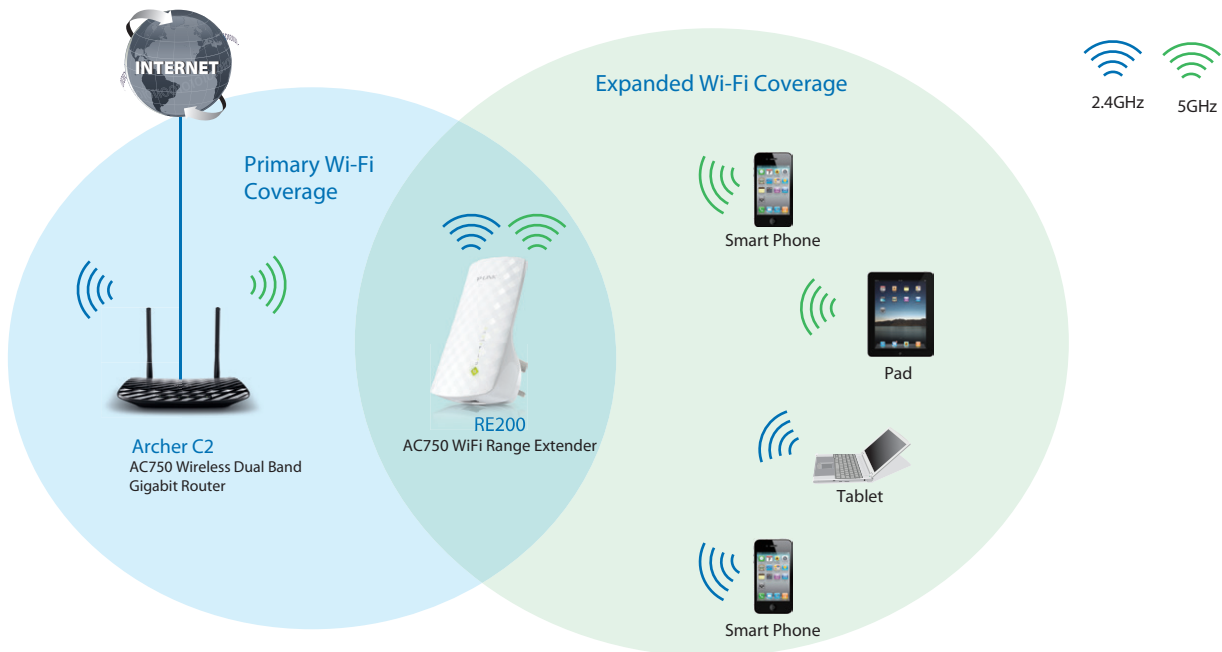 INTERNET
Expanded Wi-Fi Coverage
2.4GHz
5GHz
Primary Wi-Fi
Coverage
Smart Phone
Pad
RE200
AC750 WiFi Range Extender
Archer C2
AC750 Wireless Dual Band
Gigabit Router
Tablet
Smart Phone